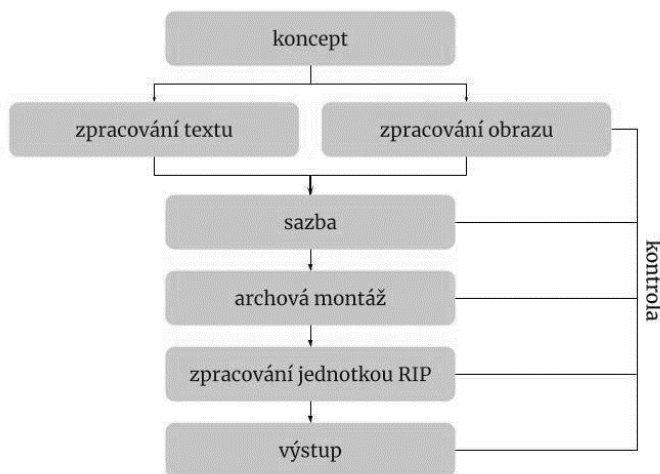 koncept
zpracování textu
zpracování obrazu
sazba
archová montáž
zpracování jednotkou RIP
výstup
kontrola